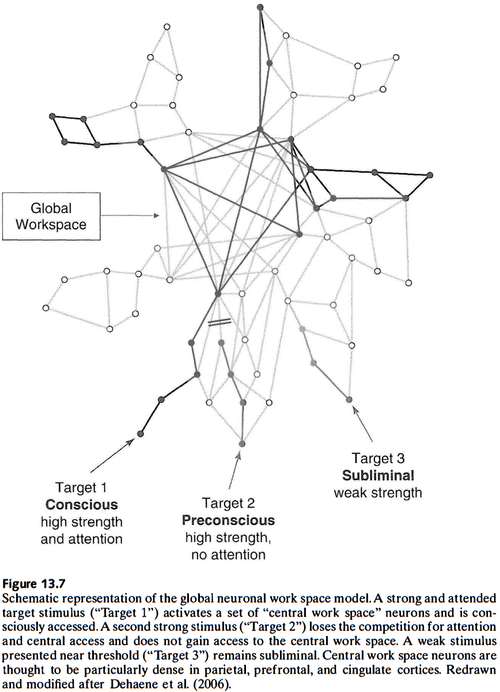 Global
Workspace
Target 1
Conscious
high strength
and attention
Target 2
Preconscious
high strength,
no attention
Target 3
Subliminal
weak strength
Figure 13.7
Schematic representation of the global neuronal work space model. A strong and attended
target stimulus (“Target 1”) activates a set of “central work space” neurons and is con-
sciously accessed. A second strong stimulus (“Target 2”) loses the competition for attention
and central access and does not gain access to the central work space. A weak stimulus
presented near threshold (“Target 3”) remains subliminal. Central work space neurons are
thought to be particularly dense in parietal, prefrontal, and cingulate cortices. Redrawn
and modified after Dehaene et al. (2006).